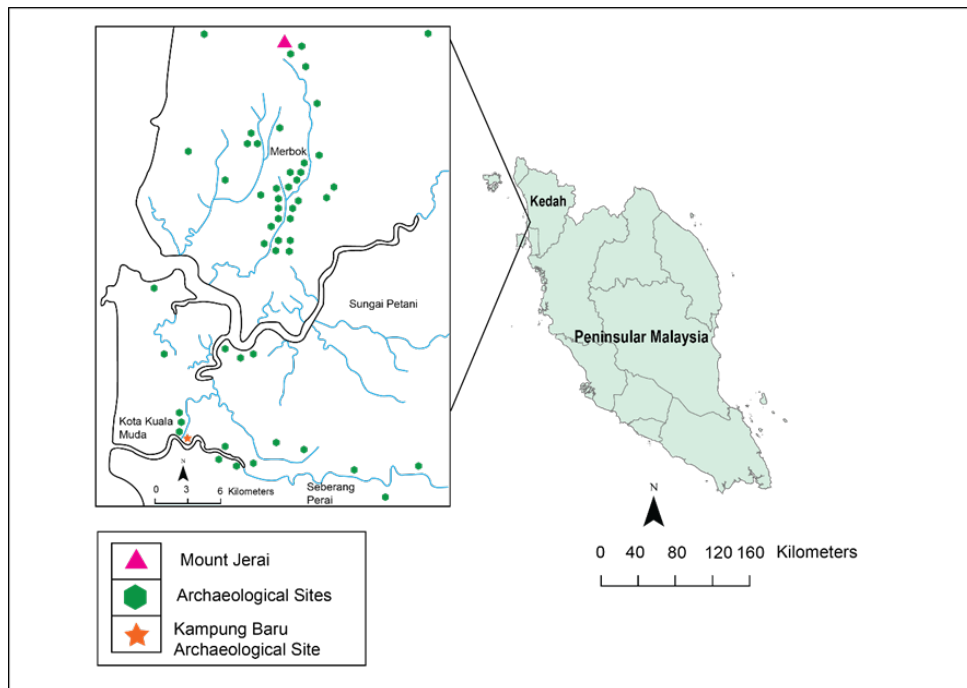 Merbok
Sungai Petani
Kota Kuala
Muda
N
0 3 6 Kilometers
Seberang
Perai
Kedah
Peninsular Malaysia
N
0 40 80 120 160 Kilometers
Mount Jerai
Archaeological Sites
Kampung Baru
Archaeological Site